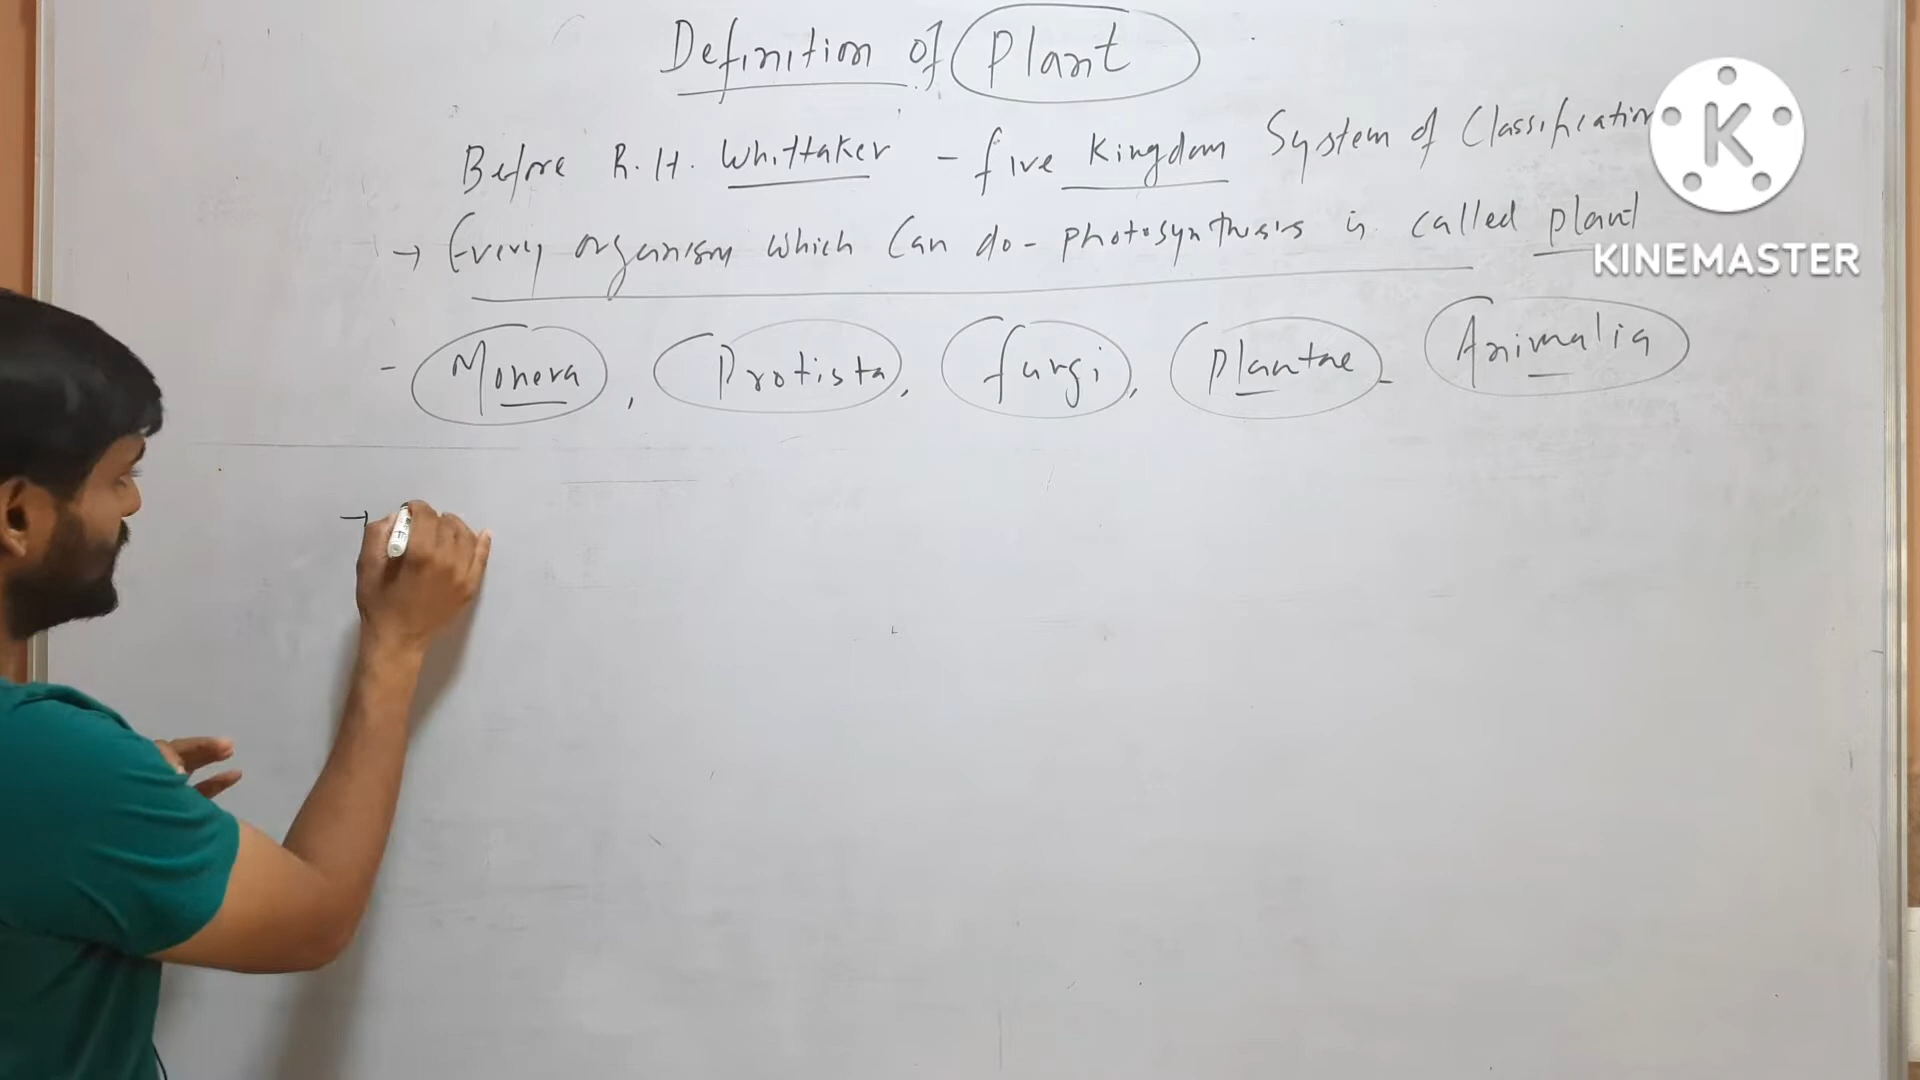 Definition of Plant
Before R.H. Whittaker - five Kingdom System of Classification
→ Every organism which Can do - photosynthesis is called plant
- Monera, Protista, fungi, Plantae - Animalia
→
K
KINEMASTER